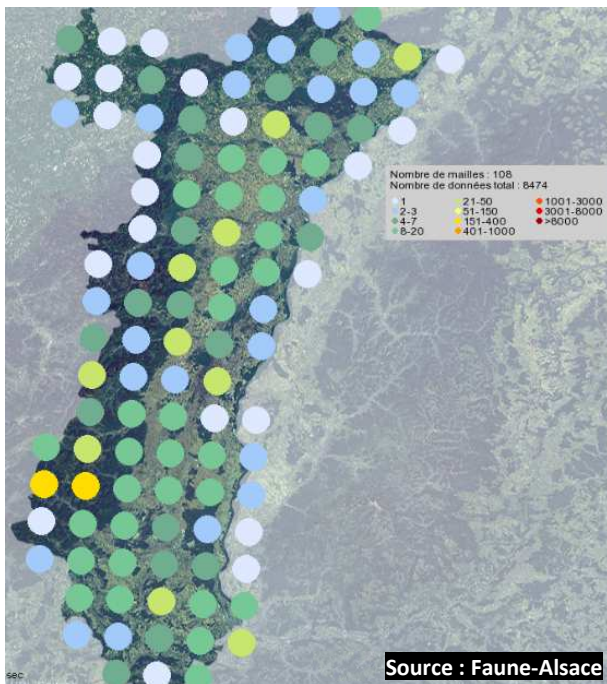 Nombre de mailles : 108
Nombre de données total : 8474
1 21-50 1001-3000
2-3 51-150 3001-8000
4-7 151-400 >8000
8-20 401-1000
sec
Source : Faune-Alsace